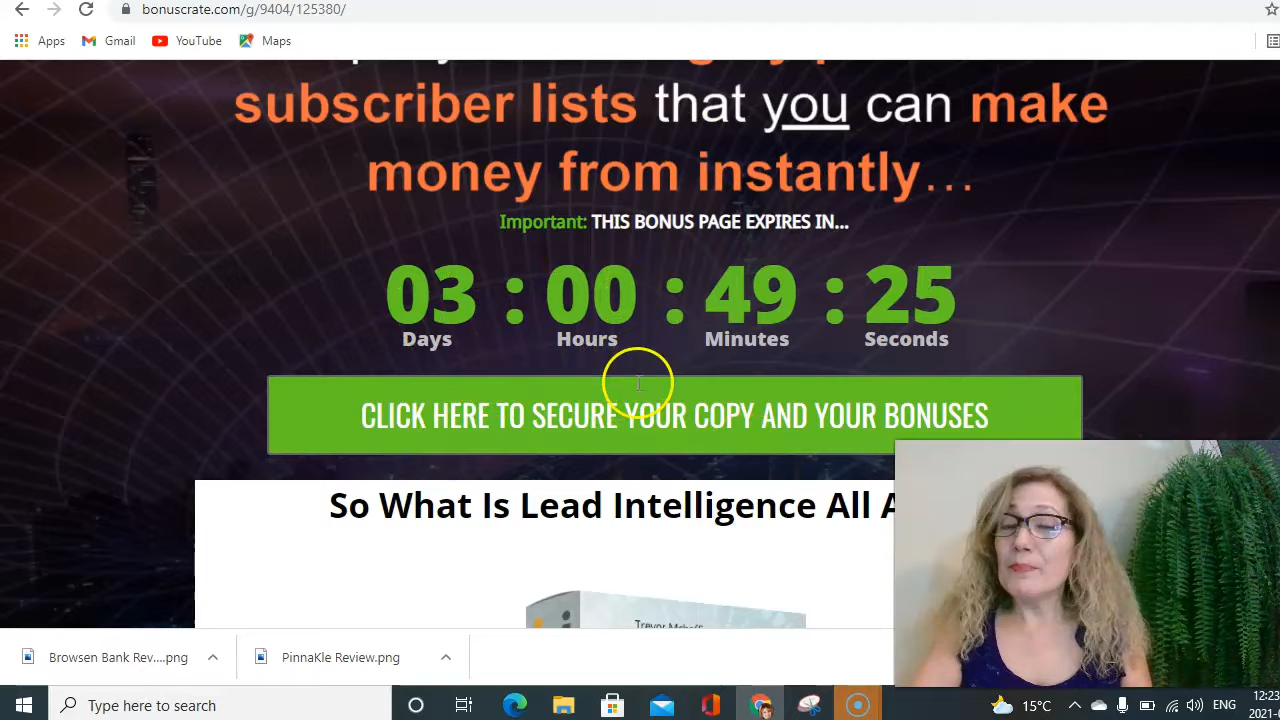 bonuscrate.com/g/9404/125380/
Apps Gmail YouTube Maps
subscriber lists that you can make
money from instantly...
Important: THIS BONUS PAGE EXPIRES IN...
03 : 00 : 49 : 25
Days Hours Minutes Seconds
CLICK HERE TO SECURE YOUR COPY AND YOUR BONUSES
So What Is Lead Intelligence All
Trevor
Browsen Bank Rev....png PinnaKle Review.png
Type here to search 15°C ENG 12:23
2021-